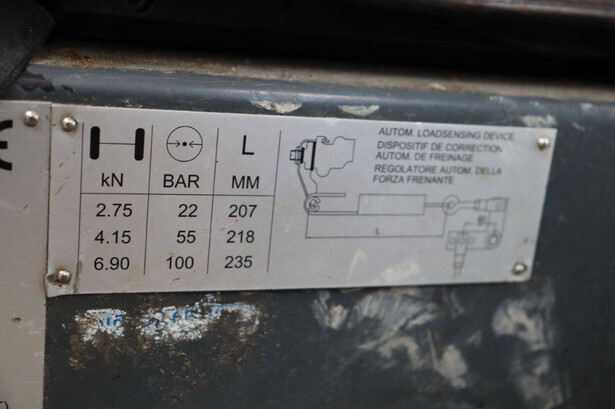 L
kN BAR MM
2.75 22 207
4.15 55 218
6.90 100 235
AUTOM. LOADSENSING DEVICE
DISPOSITIF DE CORRECTION
AUTOM. DE FREINAGE
REGOLATORE AUTOM. DELLA
FORZA FRENANTE
L